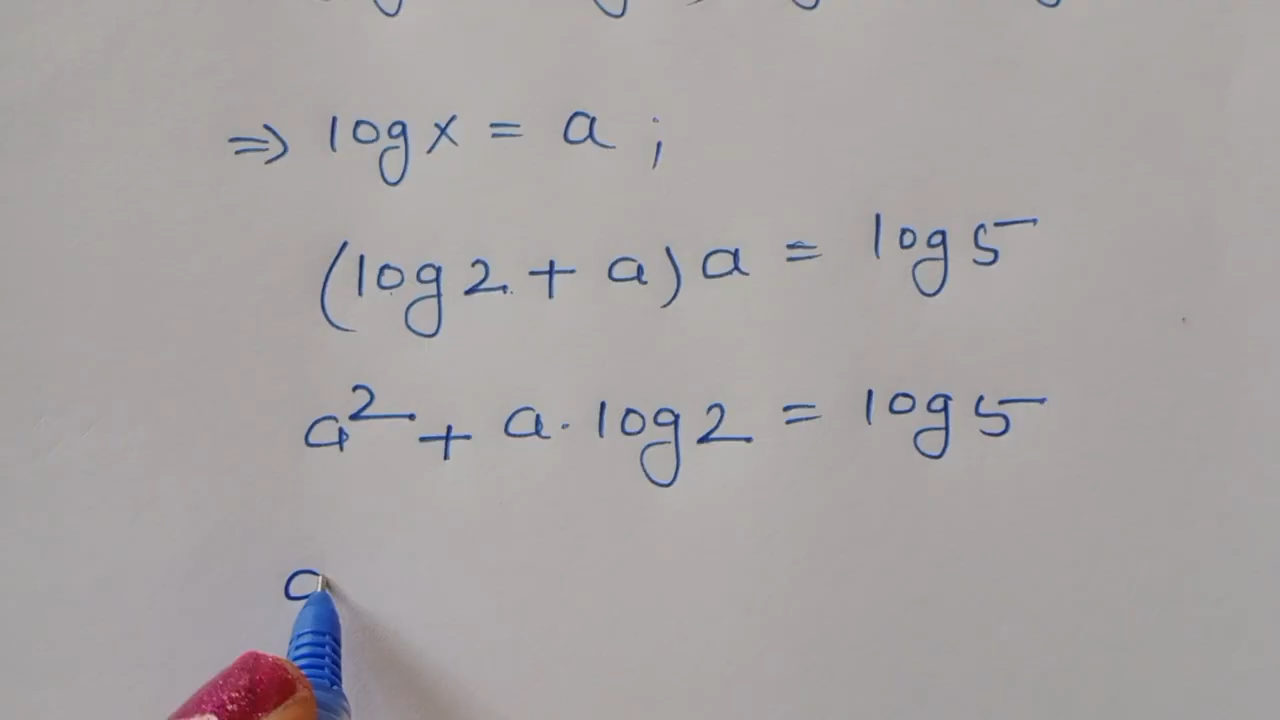 ⇒ log x = a ;
(log 2 + a) a = log 5
a² + a · log 2 = log 5